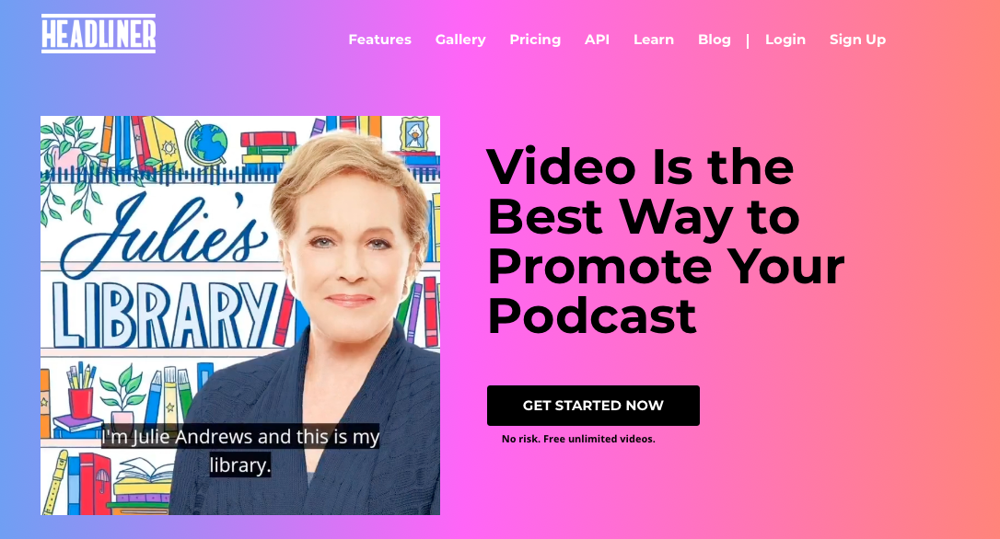 HEADLINER
Features Gallery Pricing API Learn Blog | Login Sign Up
Julie's
LIBRARY
I'm Julie Andrews and this is my
library.
Video Is the
Best Way to
Promote Your
Podcast
GET STARTED NOW
No risk. Free unlimited videos.